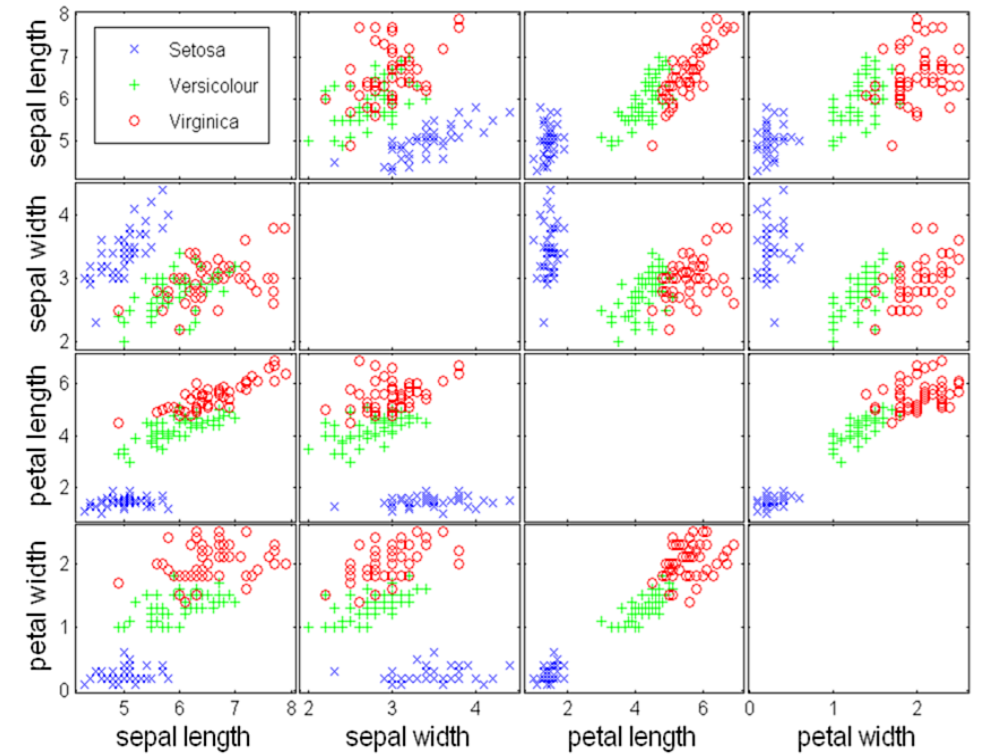 8
7
6
5
sepal length
Setosa
Versicolour
Virginica
4
3
2
sepal width
6
4
2
petal length
2
1
0
petal width
5 6 7 8 2 3 4 2 4 6 0 1 2
sepal length sepal width petal length petal width